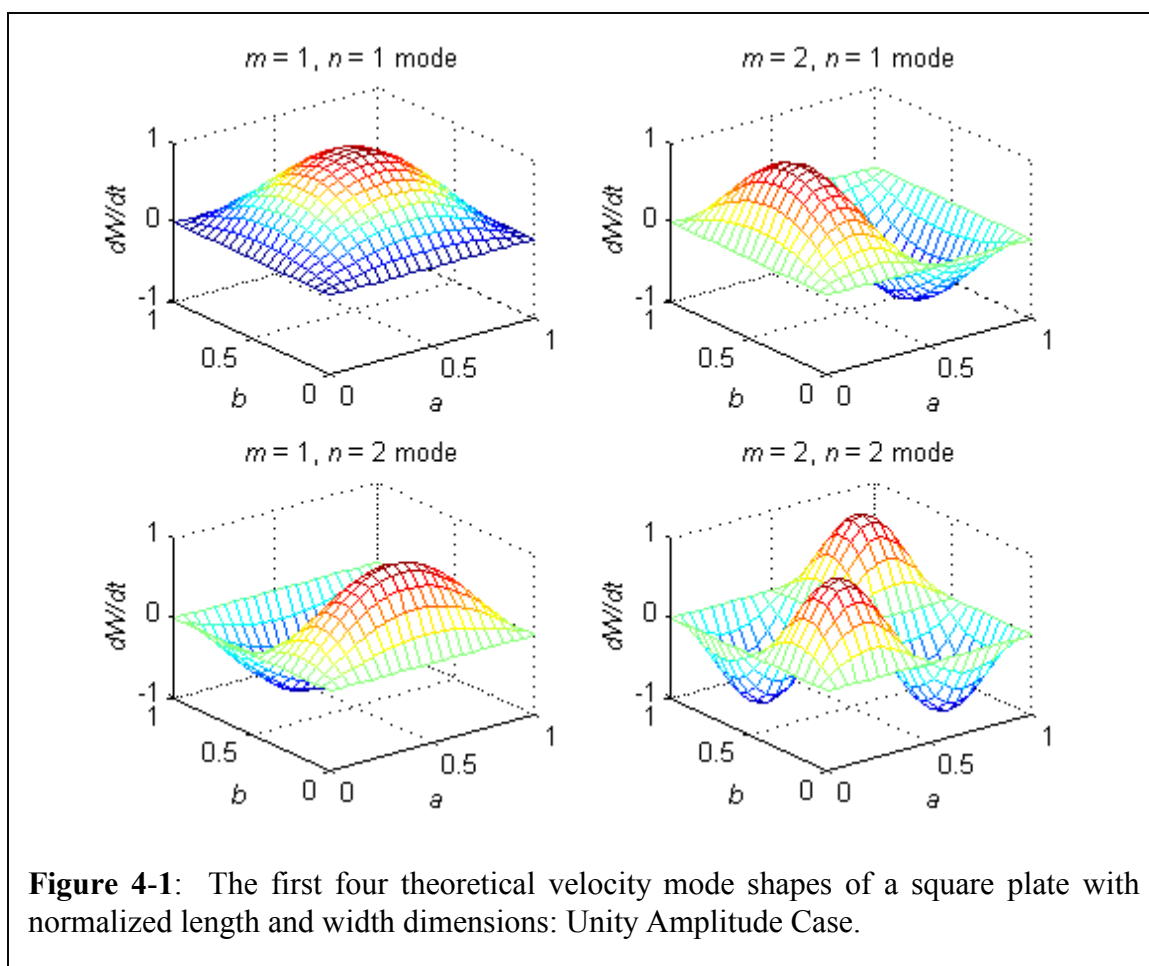 m = 1, n = 1 mode
dW/dt
1
0
-1
1
0.5
0
b
0
0.5
1
a
m = 2, n = 1 mode
dW/dt
1
0
-1
1
0.5
0
b
0
0.5
1
a
m = 1, n = 2 mode
dW/dt
1
0
-1
1
0.5
0
b
0
0.5
1
a
m = 2, n = 2 mode
dW/dt
1
0
-1
1
0.5
0
b
0
0.5
1
a
Figure 4-1: The first four theoretical velocity mode shapes of a square plate with
normalized length and width dimensions: Unity Amplitude Case.